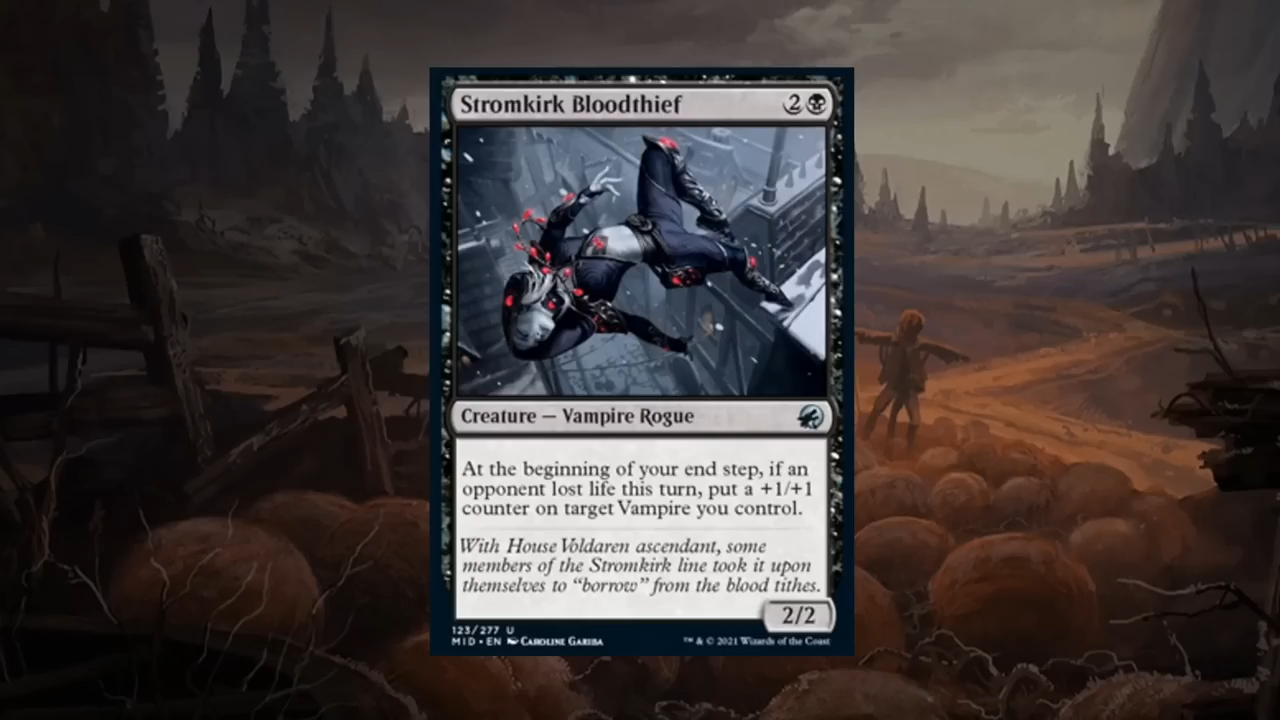 Stromkirk Bloodthief 2
Creature — Vampire Rogue
At the beginning of your end step, if an
opponent lost life this turn, put a +1/+1
counter on target Vampire you control.
With House Voldaren ascendant, some
members of the Stromkirk line took it upon
themselves to “borrow” from the blood tithes.
2/2
123/277 U
MID • EN Caroline Gariba
™ & © 2021 Wizards of the Coast